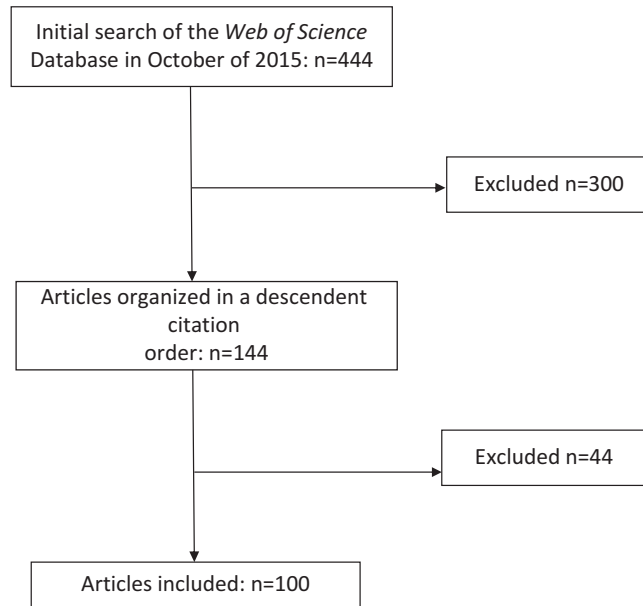 Initial search of the Web of Science
Database in October of 2015: n=444
Excluded n=300
Articles organized in a descendent
citation
order: n=144
Excluded n=44
Articles included: n=100